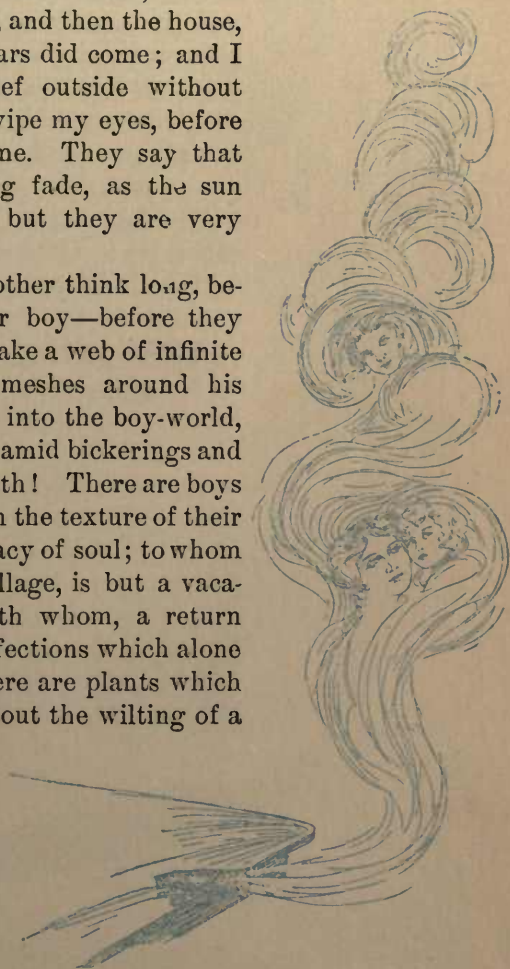 , and then the house,
ars did come; and I
ef outside without
vipe my eyes, before
ne. They say that
g fade, as the sun
but they are very
other think long, be-
r boy—before they
ake a web of infinite
meshes around his
into the boy-world,
amid bickerings and
th! There are boys
n the texture of their
acy of soul; to whom
llage, is but a vaca-
th whom, a return
fections which alone
ere are plants which
out the wilting of a